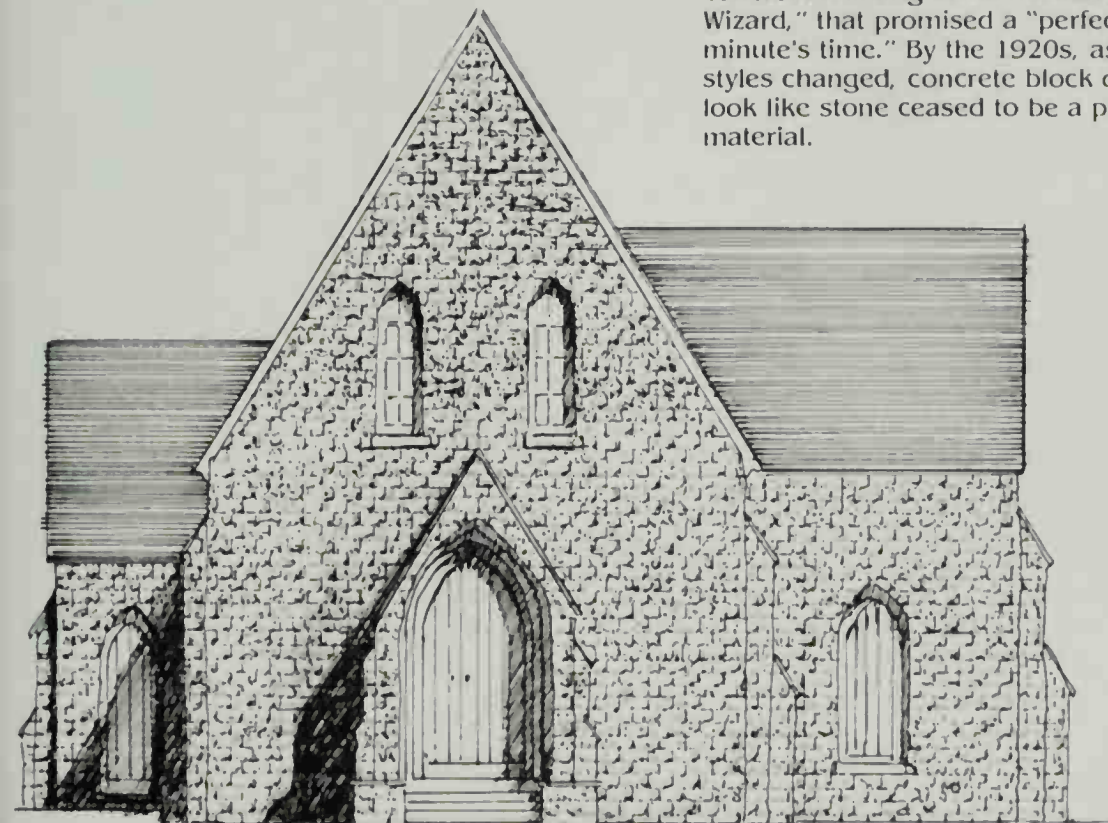 Wizard," that promised a "perfec
minute's time." By the 1920s, as
styles changed, concrete block
look like stone ceased to be a p
material.